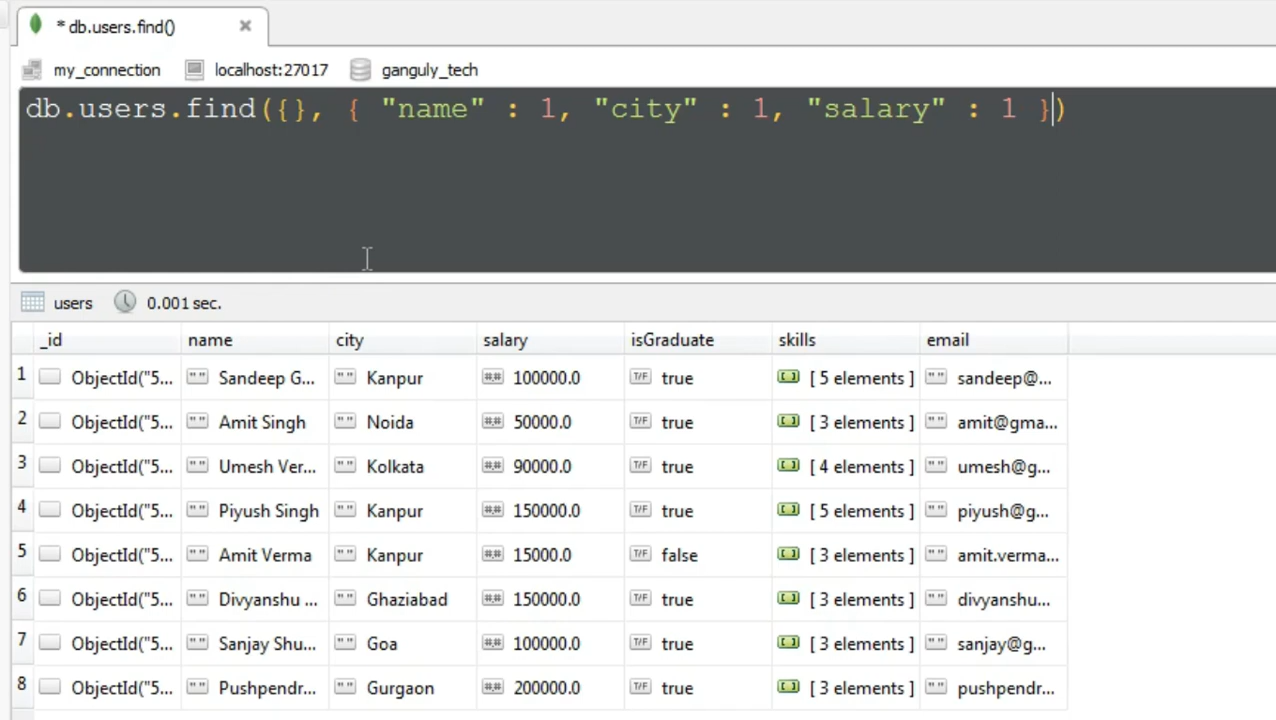 * db.users.find()
my_connection localhost:27017 ganguly_tech
db.users.find({}, { "name" : 1, "city" : 1, "salary" : 1 })
users 0.001 sec.
_id name city salary isGraduate skills email
1 ObjectId("5... "" Sandeep G... "" Kanpur #.# 100000.0 T/F true [ 5 elements ] "" sandeep@...
2 ObjectId("5... "" Amit Singh "" Noida #.# 50000.0 T/F true [ 3 elements ] "" amit@gma...
3 ObjectId("5... "" Umesh Ver... "" Kolkata #.# 90000.0 T/F true [ 4 elements ] "" umesh@g...
4 ObjectId("5... "" Piyush Singh "" Kanpur #.# 150000.0 T/F true [ 5 elements ] "" piyush@g...
5 ObjectId("5... "" Amit Verma "" Kanpur #.# 15000.0 T/F false [ 3 elements ] "" amit.verma...
6 ObjectId("5... "" Divyanshu ... "" Ghaziabad #.# 150000.0 T/F true [ 3 elements ] "" divyanshu...
7 ObjectId("5... "" Sanjay Shu... "" Goa #.# 100000.0 T/F true [ 3 elements ] "" sanjay@g...
8 ObjectId("5... "" Pushpendr... "" Gurgaon #.# 200000.0 T/F true [ 3 elements ] "" pushpendr...